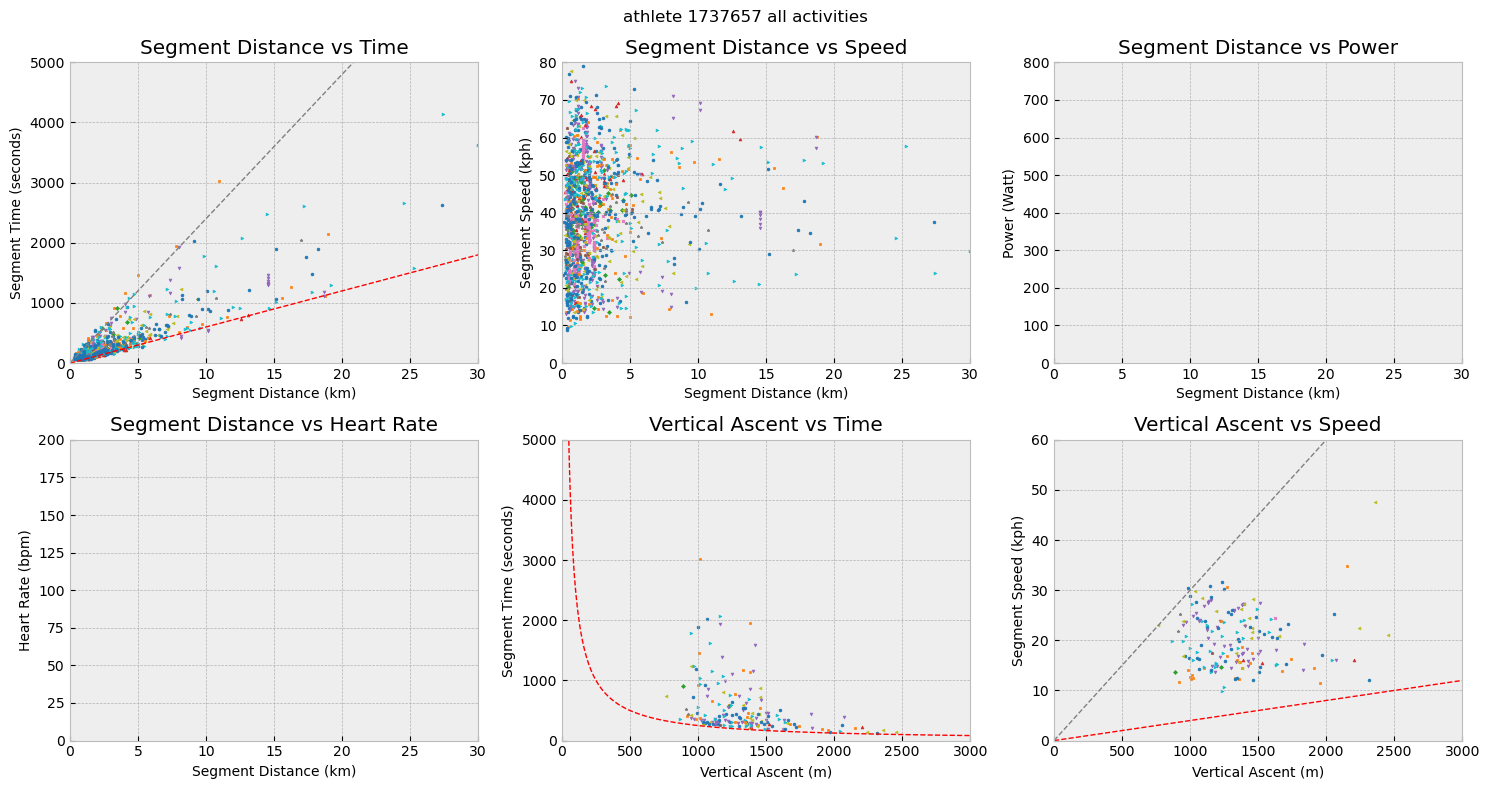 athlete 1737657 all activities
Segment Distance vs Time
Segment Distance vs Speed
Segment Distance vs Power
5000
4000
3000
2000
1000
0
Segment Time (seconds)
0 5 10 15 20 25 30
Segment Distance (km)
80
70
60
50
40
30
20
10
0
Segment Speed (kph)
0 5 10 15 20 25 30
Segment Distance (km)
800
700
600
500
400
300
200
100
0
Power (Watt)
0 5 10 15 20 25 30
Segment Distance (km)
Segment Distance vs Heart Rate
Vertical Ascent vs Time
Vertical Ascent vs Speed
200
175
150
125
100
75
50
25
0
Heart Rate (bpm)
0 5 10 15 20 25 30
Segment Distance (km)
5000
4000
3000
2000
1000
0
Segment Time (seconds)
0 500 1000 1500 2000 2500 3000
Vertical Ascent (m)
60
50
40
30
20
10
0
Segment Speed (kph)
0 500 1000 1500 2000 2500 3000
Vertical Ascent (m)